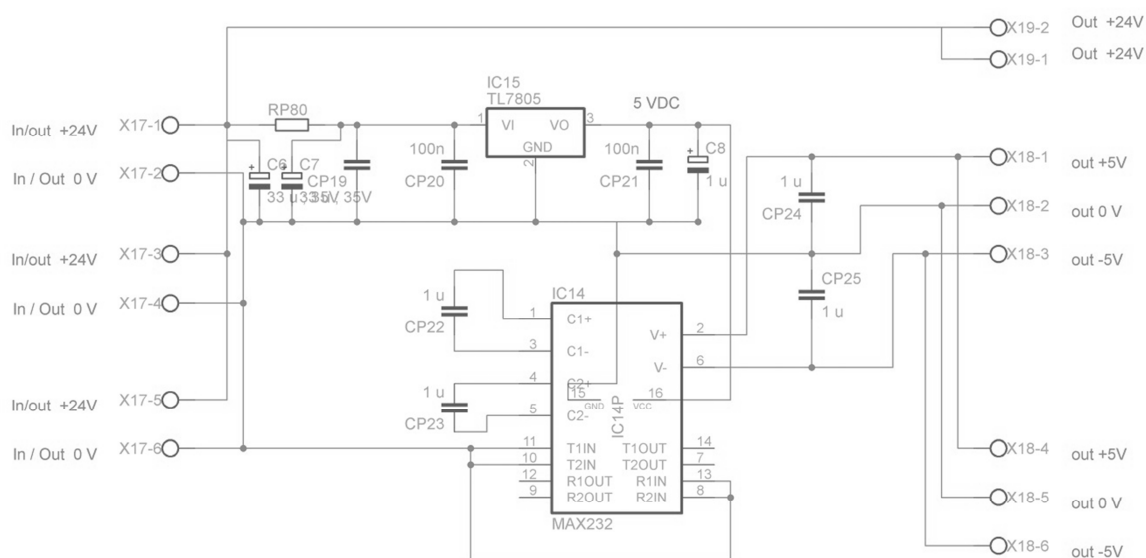 X19-2 Out +24V
X19-1 Out +24V
IC15
TL7805
5 VDC
RP80
1 VI VO 3
GND
2
In/out +24V X17-1
In / Out 0 V X17-2
C6 C7
33 u
CP19
35V
100n
CP20
100n
CP21
C8
1 u
X18-1 out +5V
1 u
CP24
X18-2 out 0 V
In/out +24V X17-3
X18-3 out -5V
In / Out 0 V X17-4
CP25
1 u
IC14
1 u
CP22
1 C1+
3 C1-
V+ 2
V- 6
1 u
CP23
4 C2+
5 C2-
15 GND
VCC 16
IC14P
In/out +24V X17-5
In / Out 0 V X17-6
11 T1IN T1OUT 14
10 T2IN T2OUT 7
12 R1OUT R1IN 13
9 R2OUT R2IN 8
MAX232
X18-4 out +5V
X18-5 out 0 V
X18-6 out -5V